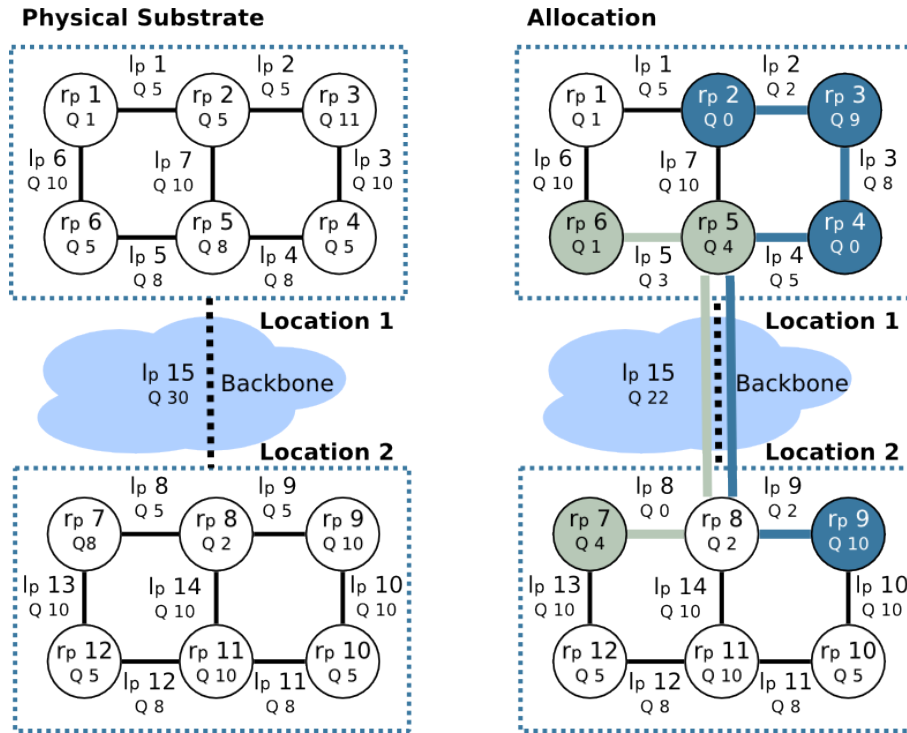 Physical Substrate
lp 1
Q 5
lp 2
Q 5
rp 1
Q 1
rp 2
Q 5
rp 3
Q 11
lp 6
Q 10
lp 7
Q 10
lp 3
Q 10
rp 6
Q 5
rp 5
Q 8
rp 4
Q 5
lp 5
Q 8
lp 4
Q 8
Location 1
lp 15
Q 30
Backbone
Location 2
lp 8
Q 5
lp 9
Q 5
rp 7
Q8
rp 8
Q 2
rp 9
Q 10
lp 13
Q 10
lp 14
Q 10
lp 10
Q 10
rp 12
Q 5
rp 11
Q 10
rp 10
Q 5
lp 12
Q 8
lp 11
Q 8
Allocation
lp 1
Q 5
lp 2
Q 2
rp 1
Q 1
rp 2
Q 0
rp 3
Q 9
lp 6
Q 10
lp 7
Q 10
lp 3
Q 8
rp 6
Q 1
rp 5
Q 4
rp 4
Q 0
lp 5
Q 3
lp 4
Q 5
Location 1
lp 15
Q 22
Backbone
Location 2
lp 8
Q 0
lp 9
Q 2
rp 7
Q 4
rp 8
Q 2
rp 9
Q 10
lp 13
Q 10
lp 14
Q 10
lp 10
Q 10
rp 12
Q 5
rp 11
Q 10
rp 10
Q 5
lp 12
Q 8
lp 11
Q 8